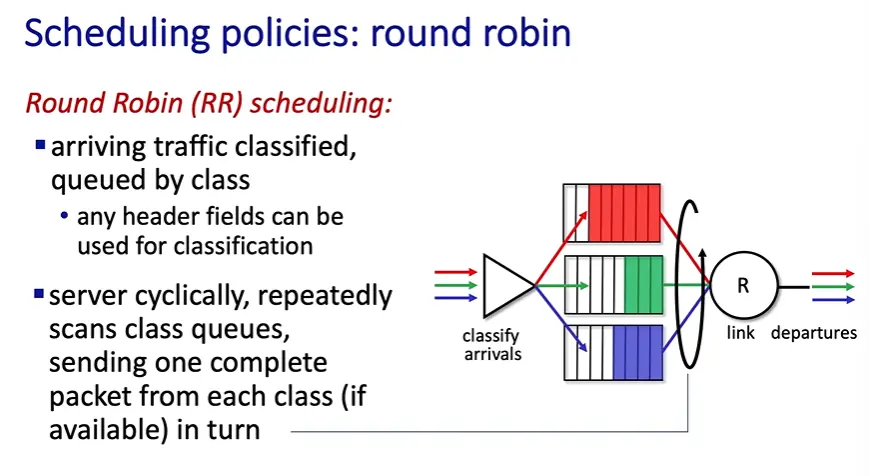 Scheduling policies: round robin
Round Robin (RR) scheduling:
▪ arriving traffic classified,
queued by class
• any header fields can be
used for classification
▪ server cyclically, repeatedly
scans class queues,
sending one complete
packet from each class (if
available) in turn
classify
arrivals
R
link
departures